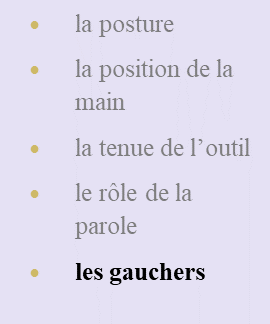 • la posture
• la position de la
main
• la tenue de l’outil
• le rôle de la
parole
• les gauchers